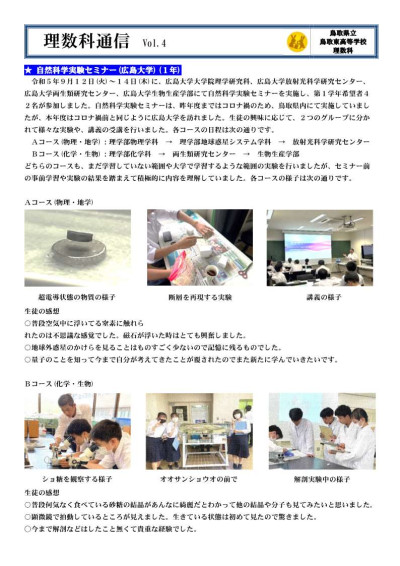 理数科通信 Vol.4
鳥取県立
鳥取東高等学校
理数科
★ 自然科学実験セミナー(広島大学)(1年)
令和5年9月12日(火)～14日(木)に、広島大学大学院理学研究科、広島大学放射光科学研究センター、
広島大学両生類研究センター、広島大学生物生産学部にて自然科学実験セミナーを実施し、第1学年希望者4
2名が参加しました。自然科学実験セミナーは、昨年度まではコロナ禍のため、鳥取県内にて実施していまし
たが、本年度はコロナ禍前と同じように広島大学を訪れました。生徒の興味に応じて、2つのグループに分か
れて様々な実験や、講義の受講を行いました。各コースの日程は次の通りです。
Aコース(物理・地学)：理学部物理学科 → 理学部地球惑星システム学科 → 放射光科学研究センター
Bコース(化学・生物)：理学部化学科 → 両生類研究センター → 生物生産学部
どちらのコースも、まだ学習していない範囲や大学で学習するような範囲の実験を行いましたが、セミナー前
の事前学習や実験の結果を踏まえて積極的に内容を理解していました。各コースの様子は次の通りです。
Aコース(物理・地学)
超電導状態の物質の様子
断層を再現する実験
講義の様子
生徒の感想
○普段空気中に浮いてる窒素に触れら
れたのは不思議な感覚でした。磁石が浮いた時はとても興奮しました。
○地球外惑星のかけらを見ることはものすごく少ないので記憶に残るものでした。
○量子のことを知って今まで自分が考えてきたことが覆されたのでまた新たに学んでいきたいです。
Bコース(化学・生物)
ショ糖を観察する様子
オオサンショウオの前で
解剖実験中の様子
生徒の感想
○普段何気なく食べている砂糖の結晶があんなに綺麗だとわかって他の結晶や分子も見てみたいと思いました。
○顕微鏡で拍動しているところが見えました。生きている状態は初めて見たので驚きました。
○今まで解剖などはしたこと無くて貴重な経験でした。